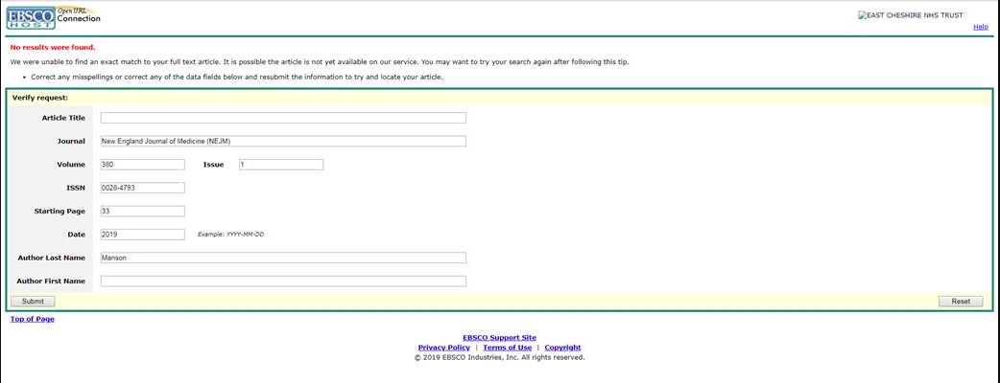 EBSCO Open URL
HOST Connection
EAST CHESHIRE NHS TRUST
Help
No results were found.
We were unable to find an exact match to your full text article. It is possible the article is not yet available on our service. You may want to try your search again after following this tip.
• Correct any misspellings or correct any of the data fields below and resubmit the information to try and locate your article.
Verify request:
Article Title
Journal New England Journal of Medicine (NEJM)
Volume 380 Issue 1
ISSN 0028-4793
Starting Page 33
Date 2019 Example: YYYY-MM-DD
Author Last Name Manson
Author First Name
Submit Reset
Top of Page
EBSCO Support Site
Privacy Policy | Terms of Use | Copyright
© 2019 EBSCO Industries, Inc. All rights reserved.